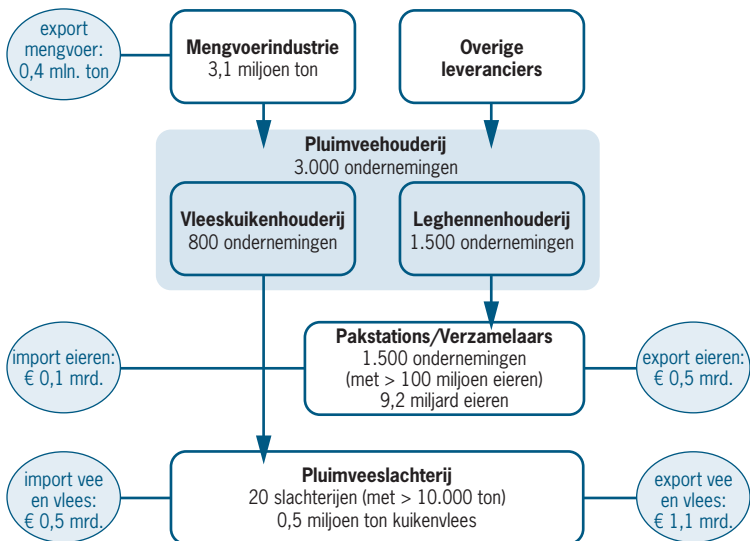 export
mengvoer:
0,4 mln. ton
Mengvoerindustrie
3,1 miljoen ton
Overige
leveranciers
Pluimveehouderij
3.000 ondernemingen
Vleeskuikenhouderij
800 ondernemingen
Leghennenhouderij
1.500 ondernemingen
import eieren:
€ 0,1 mrd.
Pakstations/Verzamelaars
1.500 ondernemingen
(met > 100 miljoen eieren)
9,2 miljard eieren
export eieren:
€ 0,5 mrd.
import vee
en vlees:
€ 0,5 mrd.
Pluimveeslachterij
20 slachterijen (met > 10.000 ton)
0,5 miljoen ton kuikenvlees
export vee
en vlees:
€ 1,1 mrd.